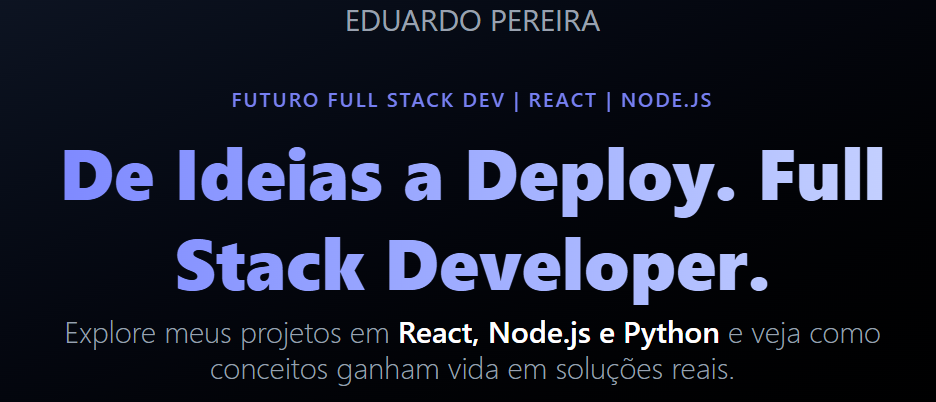 EDUARDO PEREIRA
FUTURO FULL STACK DEV | REACT | NODE.JS
De Ideias a Deploy. Full
Stack Developer.
Explore meus projetos em React, Node.js e Python e veja como
conceitos ganham vida em soluções reais.